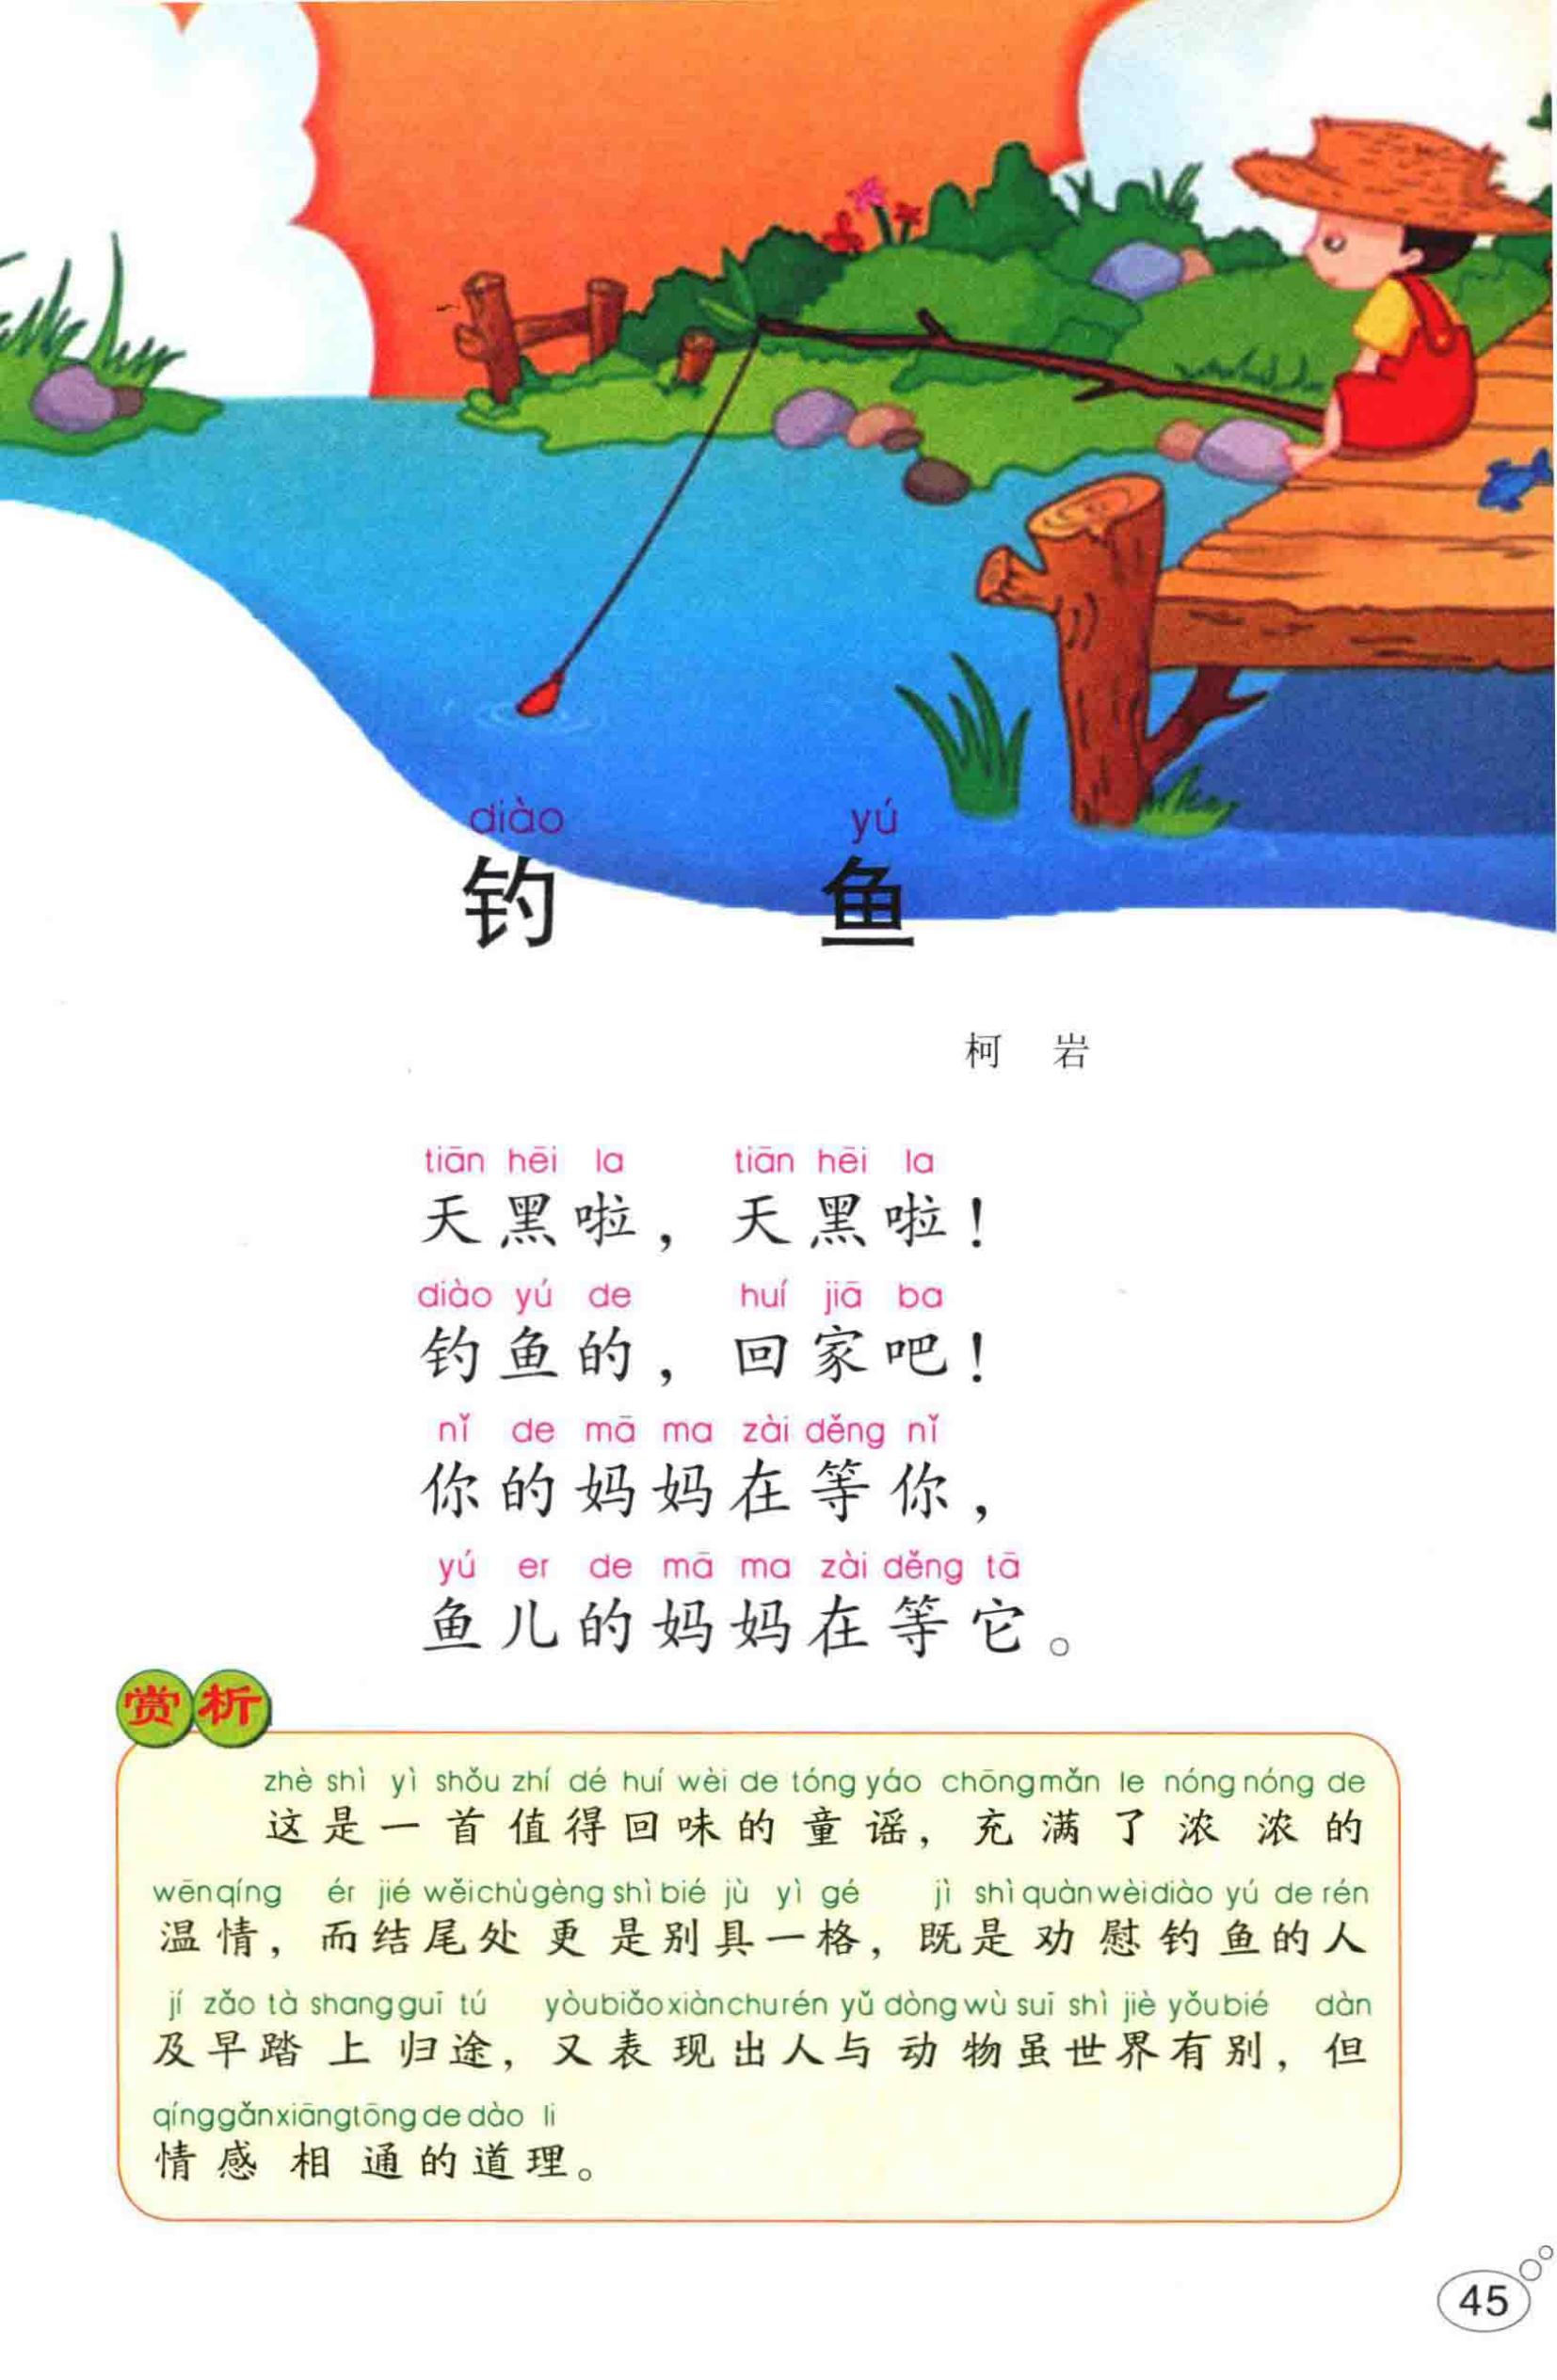 diào yú
钓 鱼
柯 岩
tiān hēi la tiān hēi la
天黑啦，天黑啦！
diào yú de huí jiā ba
钓鱼的，回家吧！
nǐ de mā ma zài děng nǐ
你的妈妈在等你，
yú er de mā ma zài děng tā
鱼儿的妈妈在等它。
赏析
zhè shì yì shǒu zhí dé huí wèi de tóng yáo chōng mǎn le nóng nóng de
这是一首值得回味的童谣，充满了浓浓的
wēn qíng ér jié wěi chù gèng shì bié jù yì gé jì shì quàn wèi diào yú de rén
温情，而结尾处更是别具一格，既是劝慰钓鱼的人
jí zǎo tà shang guī tú yòu biǎo xiàn chu rén yǔ dòng wù suī shì jiè yǒu bié dàn
及早踏上归途，又表现出人与动物虽世界有别，但
qíng gǎn xiāng tōng de dào li
情感相通的道理。
45